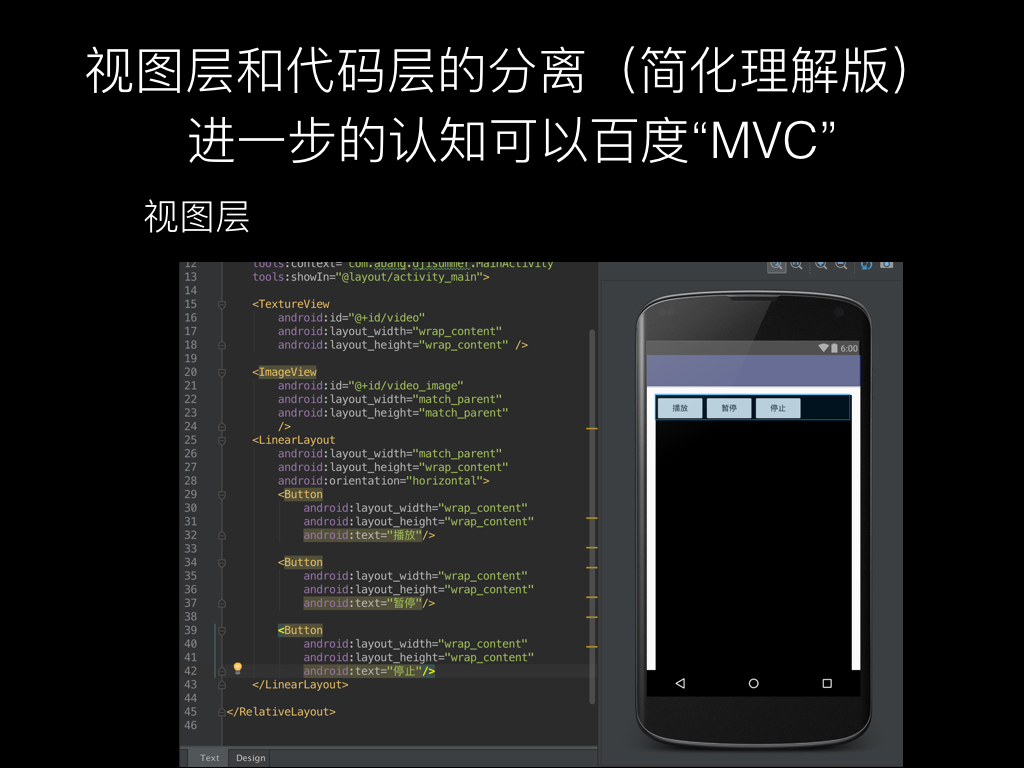 视图层和代码层的分离（简化理解版）
进一步的认知可以百度“MVC”
视图层
12 tools:context="com.abang.djisummer.MainActivity"
13 tools:showIn="@layout/activity_main">
14
15 <TextureView
16 android:id="@+id/video"
17 android:layout_width="wrap_content"
18 android:layout_height="wrap_content" />
19
20 <ImageView
21 android:id="@+id/video_image"
22 android:layout_width="match_parent"
23 android:layout_height="match_parent"
24 />
25 <LinearLayout
26 android:layout_width="match_parent"
27 android:layout_height="wrap_content"
28 android:orientation="horizontal">
29 <Button
30 android:layout_width="wrap_content"
31 android:layout_height="wrap_content"
32 android:text="播放"/>
33
34 <Button
35 android:layout_width="wrap_content"
36 android:layout_height="wrap_content"
37 android:text="暂停"/>
38
39 <Button
40 android:layout_width="wrap_content"
41 android:layout_height="wrap_content"
42 android:text="停止"/>
43 </LinearLayout>
44
45 </RelativeLayout>
46
Text Design
6:00
播放 暂停 停止